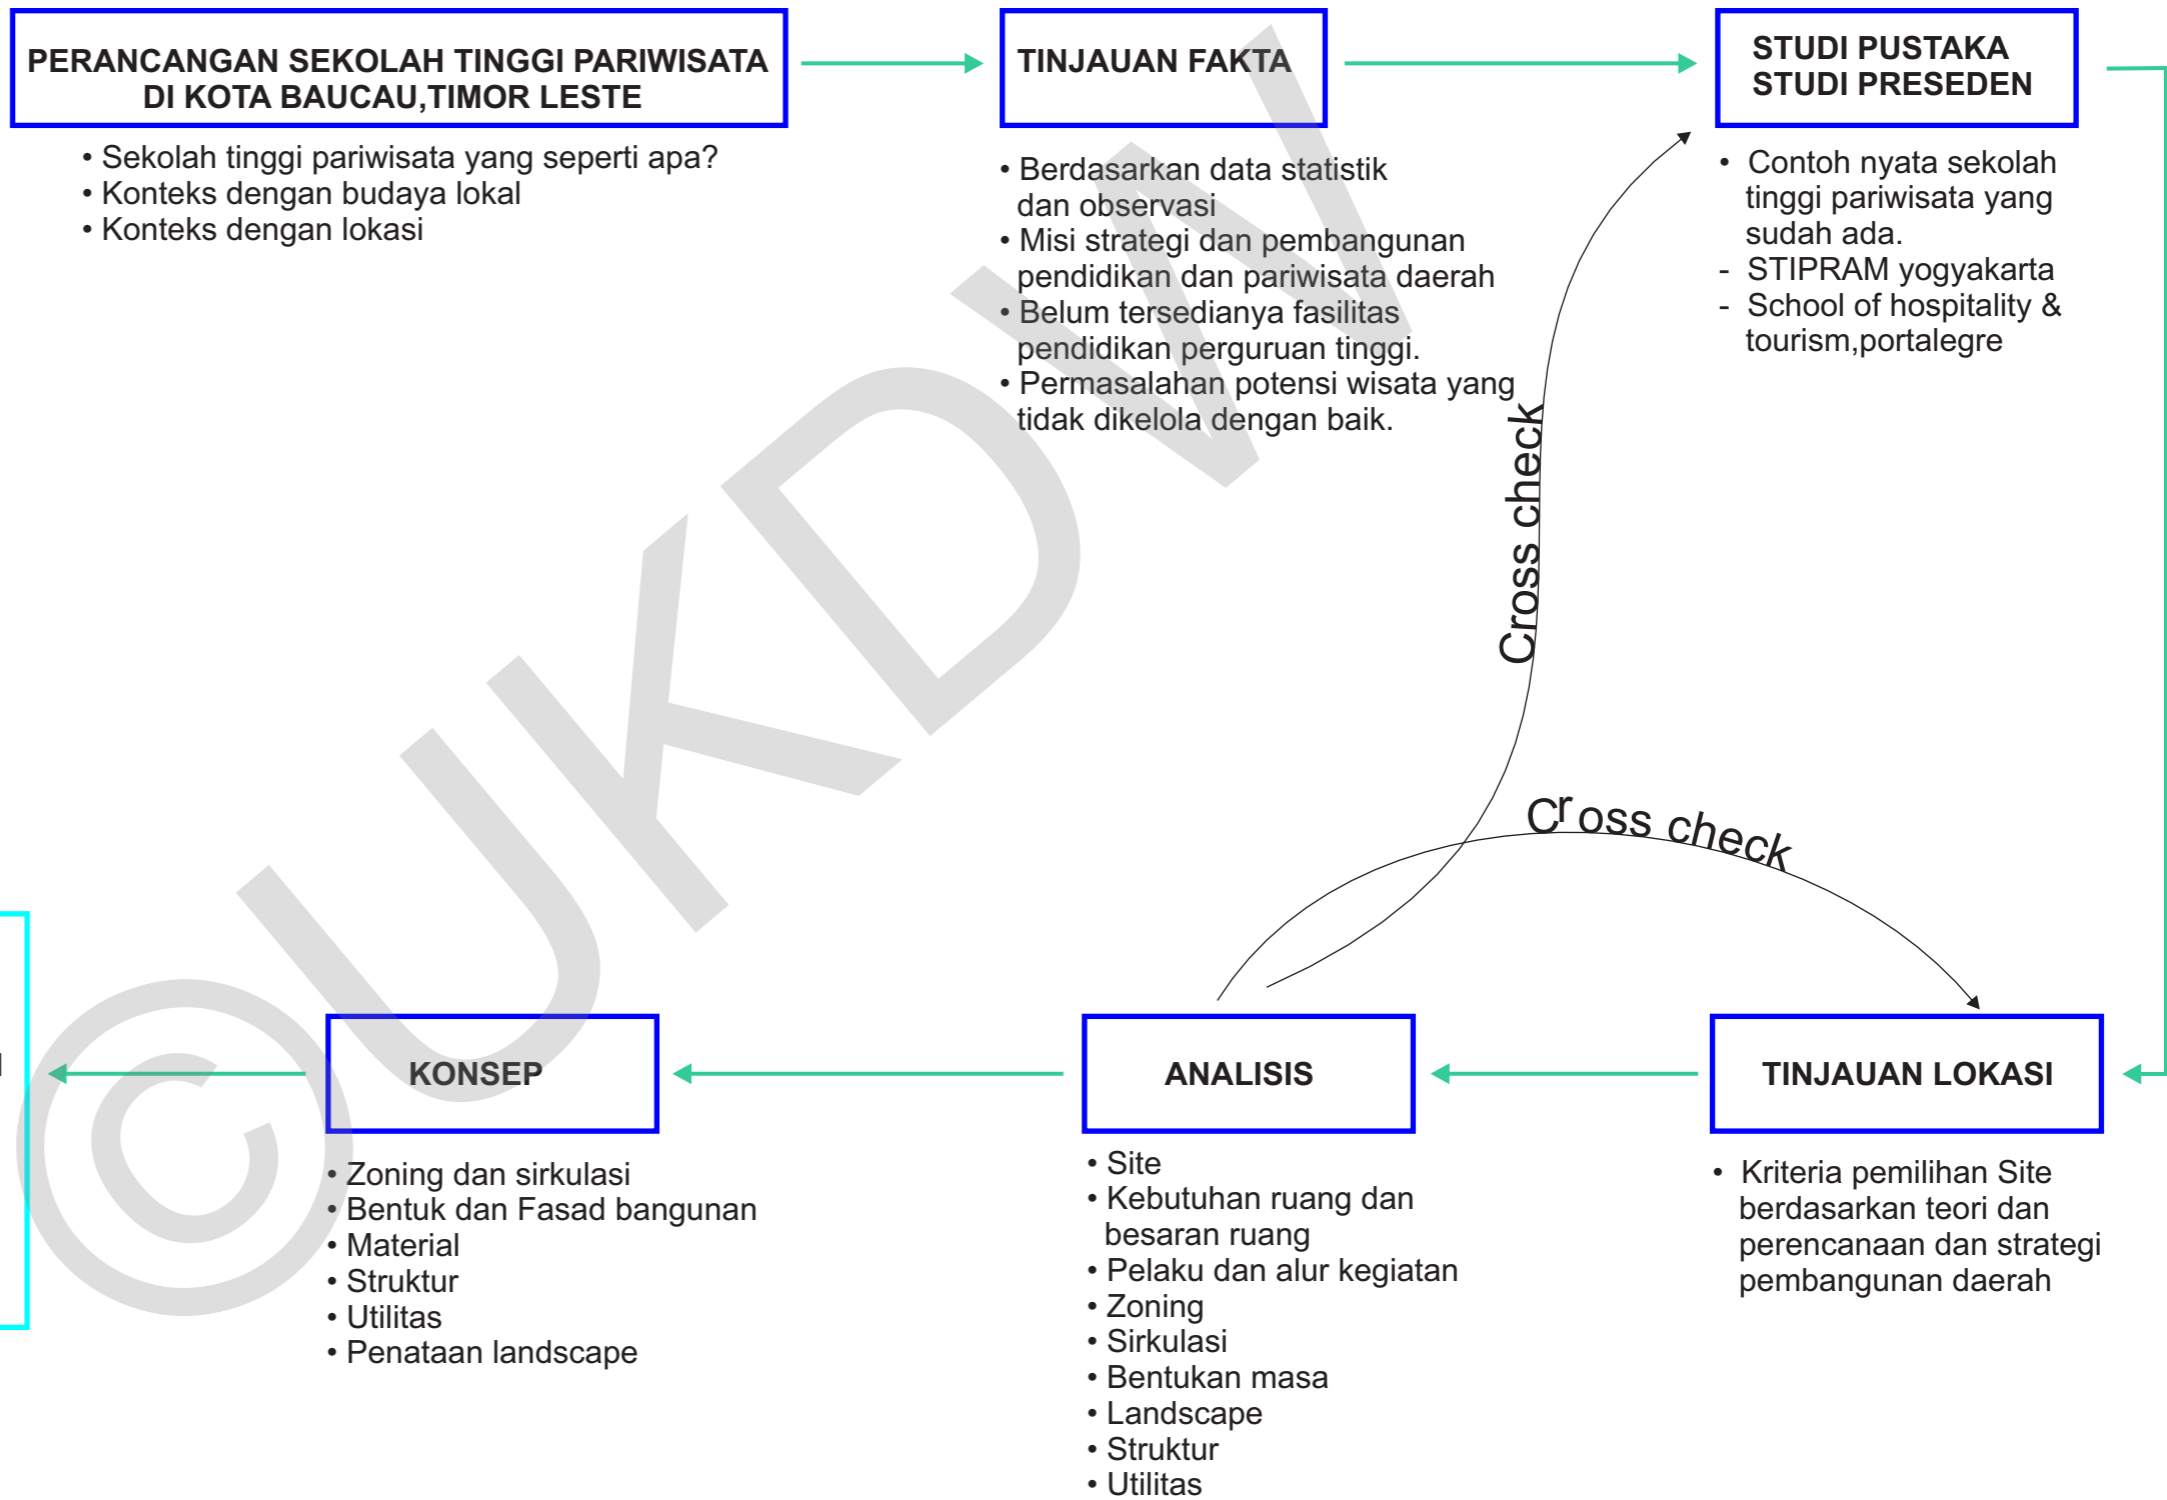 PERANCANGAN SEKOLAH TINGGI PARIWISATA
DI KOTA BAUCAU,TIMOR LESTE
• Sekolah tinggi pariwisata yang seperti apa?
• Konteks dengan budaya lokal
• Konteks dengan lokasi
TINJAUAN FAKTA
• Berdasarkan data statistik
dan observasi
• Misi strategi dan pembangunan
pendidikan dan pariwisata daerah
• Belum tersedianya fasilitas
pendidikan perguruan tinggi.
• Permasalahan potensi wisata yang
tidak dikelola dengan baik.
STUDI PUSTAKA
STUDI PRESEDEN
• Contoh nyata sekolah
tinggi pariwisata yang
sudah ada.
- STIPRAM yogyakarta
- School of hospitality &
tourism,portalegre
Cross check
Cross check
KONSEP
• Zoning dan sirkulasi
• Bentuk dan Fasad bangunan
• Material
• Struktur
• Utilitas
• Penataan landscape
ANALISIS
• Site
• Kebutuhan ruang dan
besaran ruang
• Pelaku dan alur kegiatan
• Zoning
• Sirkulasi
• Bentukan masa
• Landscape
• Struktur
• Utilitas
TINJAUAN LOKASI
• Kriteria pemilihan Site
berdasarkan teori dan
perencanaan dan strategi
pembangunan daerah
©UKDW